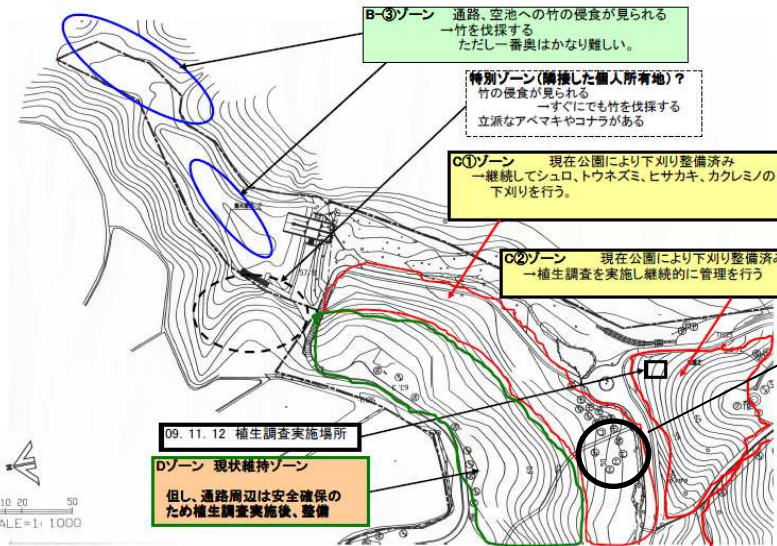 B-③ゾーン　通路、空池への竹の侵食が見られる
→竹を伐採する
ただし一番奥はかなり難しい。
特別ゾーン(隣接した個人所有地)？
竹の侵食が見られる
→すぐにでも竹を伐採する
立派なアベマキやコナラがある
C①ゾーン　現在公園により下刈り整備済み
→継続してシュロ、トウネズミ、ヒサカキ、カクレミノの
下刈りを行う。
C②ゾーン　現在公園により下刈り整備済み
→植生調査を実施し継続的に管理を行う
09. 11. 12 植生調査実施場所
Dゾーン 現状維持ゾーン
但し、通路周辺は安全確保の
ため植生調査実施後、整備
10 20 50
SCALE=1: 1000